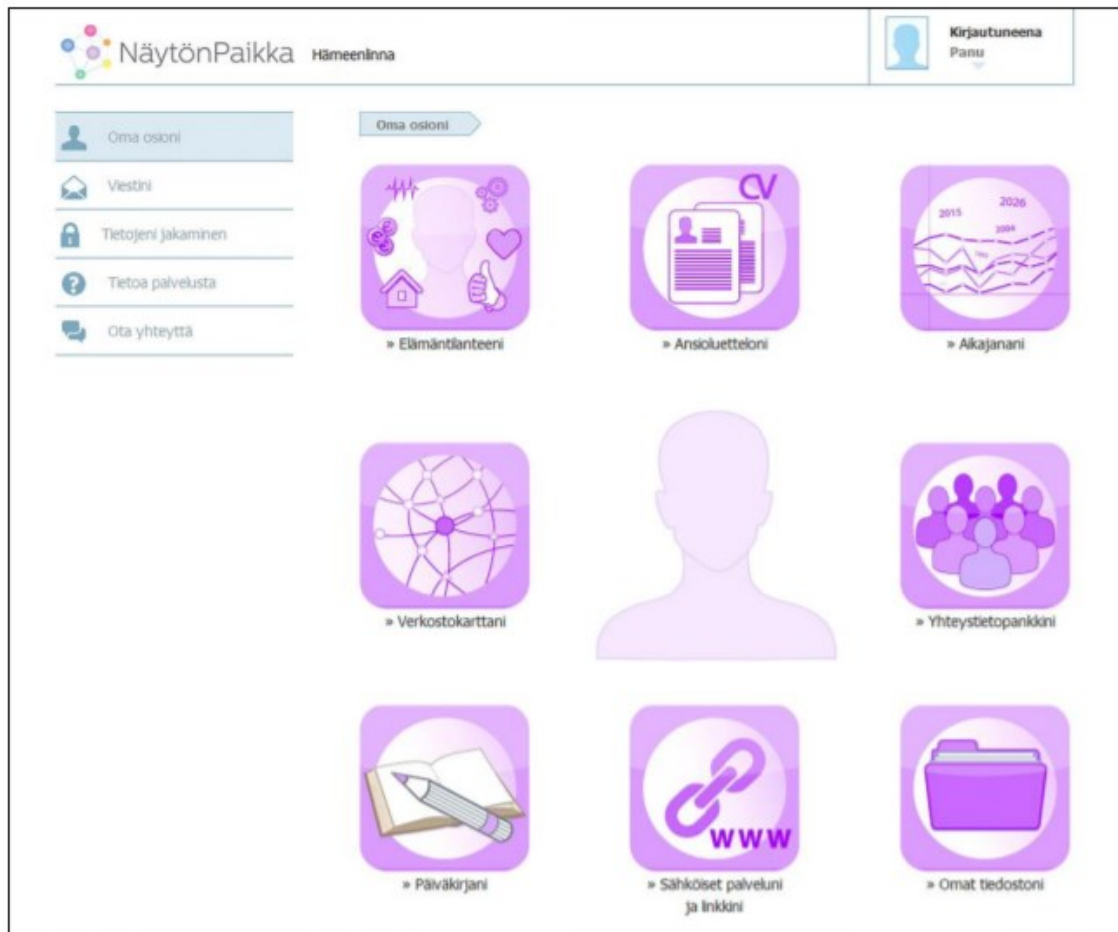 NäytönPaikka Hämeenlinna
Kirjautuneena
Panu
Oma osioni
Viestini
Tietojeni jakaminen
Tietoa palvelusta
Ota yhteyttä
Oma osioni
CV
2015
2026
2004
» Elämäntilanteeni
» Ansioluetteloni
» Aikajanani
» Verkostokarttani
» Yhteystietopankkini
www
» Päiväkirjani
» Sähköiset palveluni
ja linkkini
» Omat tiedostoni